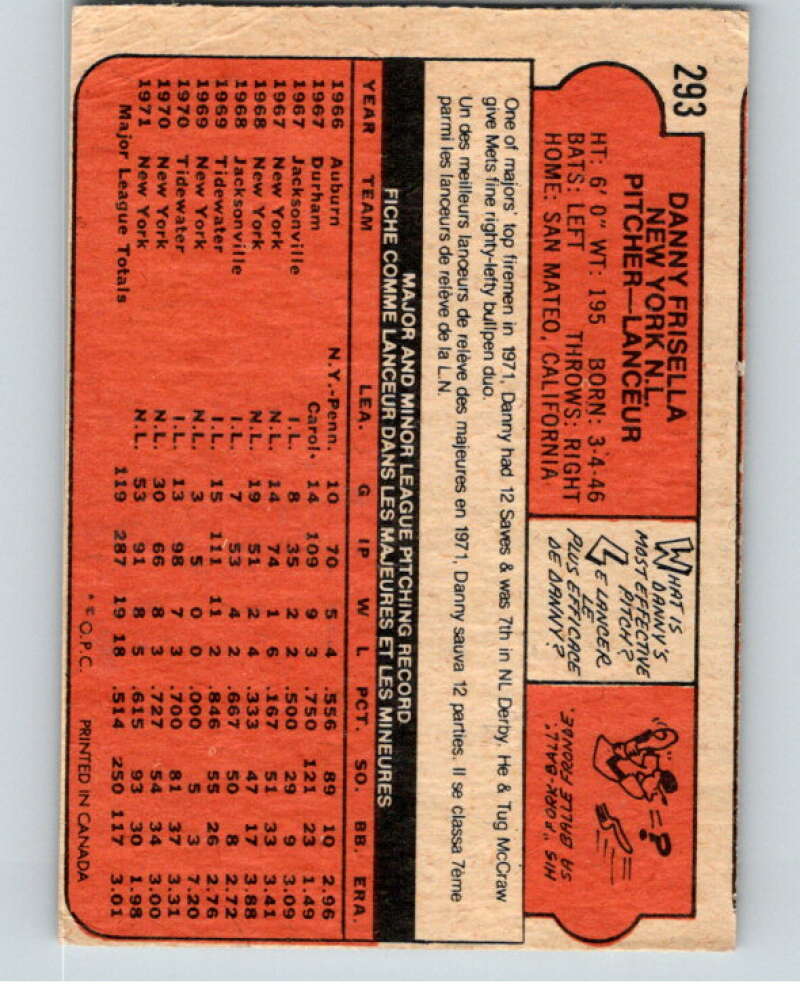 293
DANNY FRISELLA
NEW YORK N.L.
PITCHER—LANCEUR
HT: 6' 0" WT: 195 BORN: 3-4-46
BATS: LEFT THROWS: RIGHT
HOME: SAN MATEO, CALIFORNIA
WHAT IS
DANNY'S
MOST EFFECTIVE
PITCH?
LE LANCER
LE
PLUS EFFICACE
DE DANNY?
=?
HIS "FORK-BALL".
SA BALLE RONDE.
One of majors' top firemen in 1971, Danny had 12 Saves & was 7th in NL Derby. He & Tug McCraw
give Mets fine righty-lefty bullpen duo.
Un des meilleurs lanceurs de relève des majeures en 1971, Danny sauva 12 parties. Il se classa 7ème
parmi les lanceurs de relève de la L.N.
MAJOR AND MINOR LEAGUE PITCHING RECORD
FICHE COMME LANCEUR DANS LES MAJEURES ET LES MINEURES
YEAR TEAM LEA. G IP W L PCT. SO. BB. ERA.
1966 Auburn N.Y.-Penn. 10 70 5 4 .556 89 10 2.96
1967 Durham Carol. 14 109 9 3 .750 121 23 1.49
1967 Jacksonville I.L. 8 35 2 2 .500 29 9 3.09
1967 New York N.L. 14 74 1 6 .167 51 33 3.41
1968 New York N.L. 19 51 2 4 .333 47 17 3.88
1968 Jacksonville I.L. 7 53 4 2 .667 50 8 2.72
1969 Tidewater I.L. 15 111 11 2 .846 55 26 2.76
1969 New York N.L. 3 5 0 0 .000 5 3 7.20
1970 Tidewater I.L. 13 98 7 3 .700 81 37 3.31
1970 New York N.L. 30 66 8 3 .727 54 34 3.00
1971 New York N.L. 53 91 8 5 .615 93 30 1.98
Major League Totals 119 287 19 18 .514 250 117 3.01
O.P.C. PRINTED IN CANADA